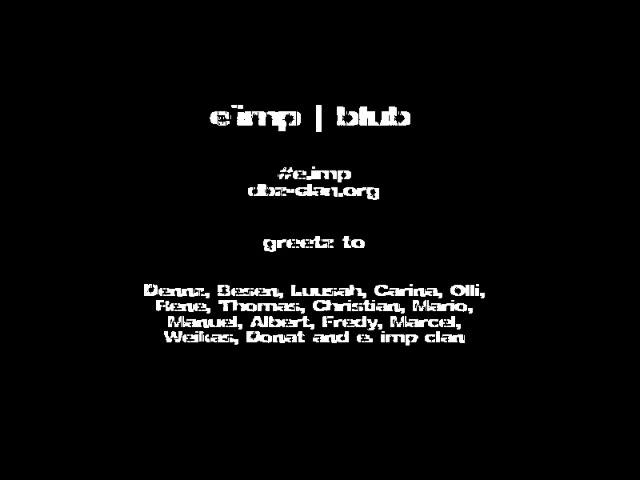 e'imp | blub
#e.imp
dbz-clan.org
greetz to
Dennz, Besen, Luusah, Carina, Olli,
Rene, Thomas, Christian, Mario,
Manuel, Albert, Fredy, Marcel,
Weikas, Donat and e. imp clan